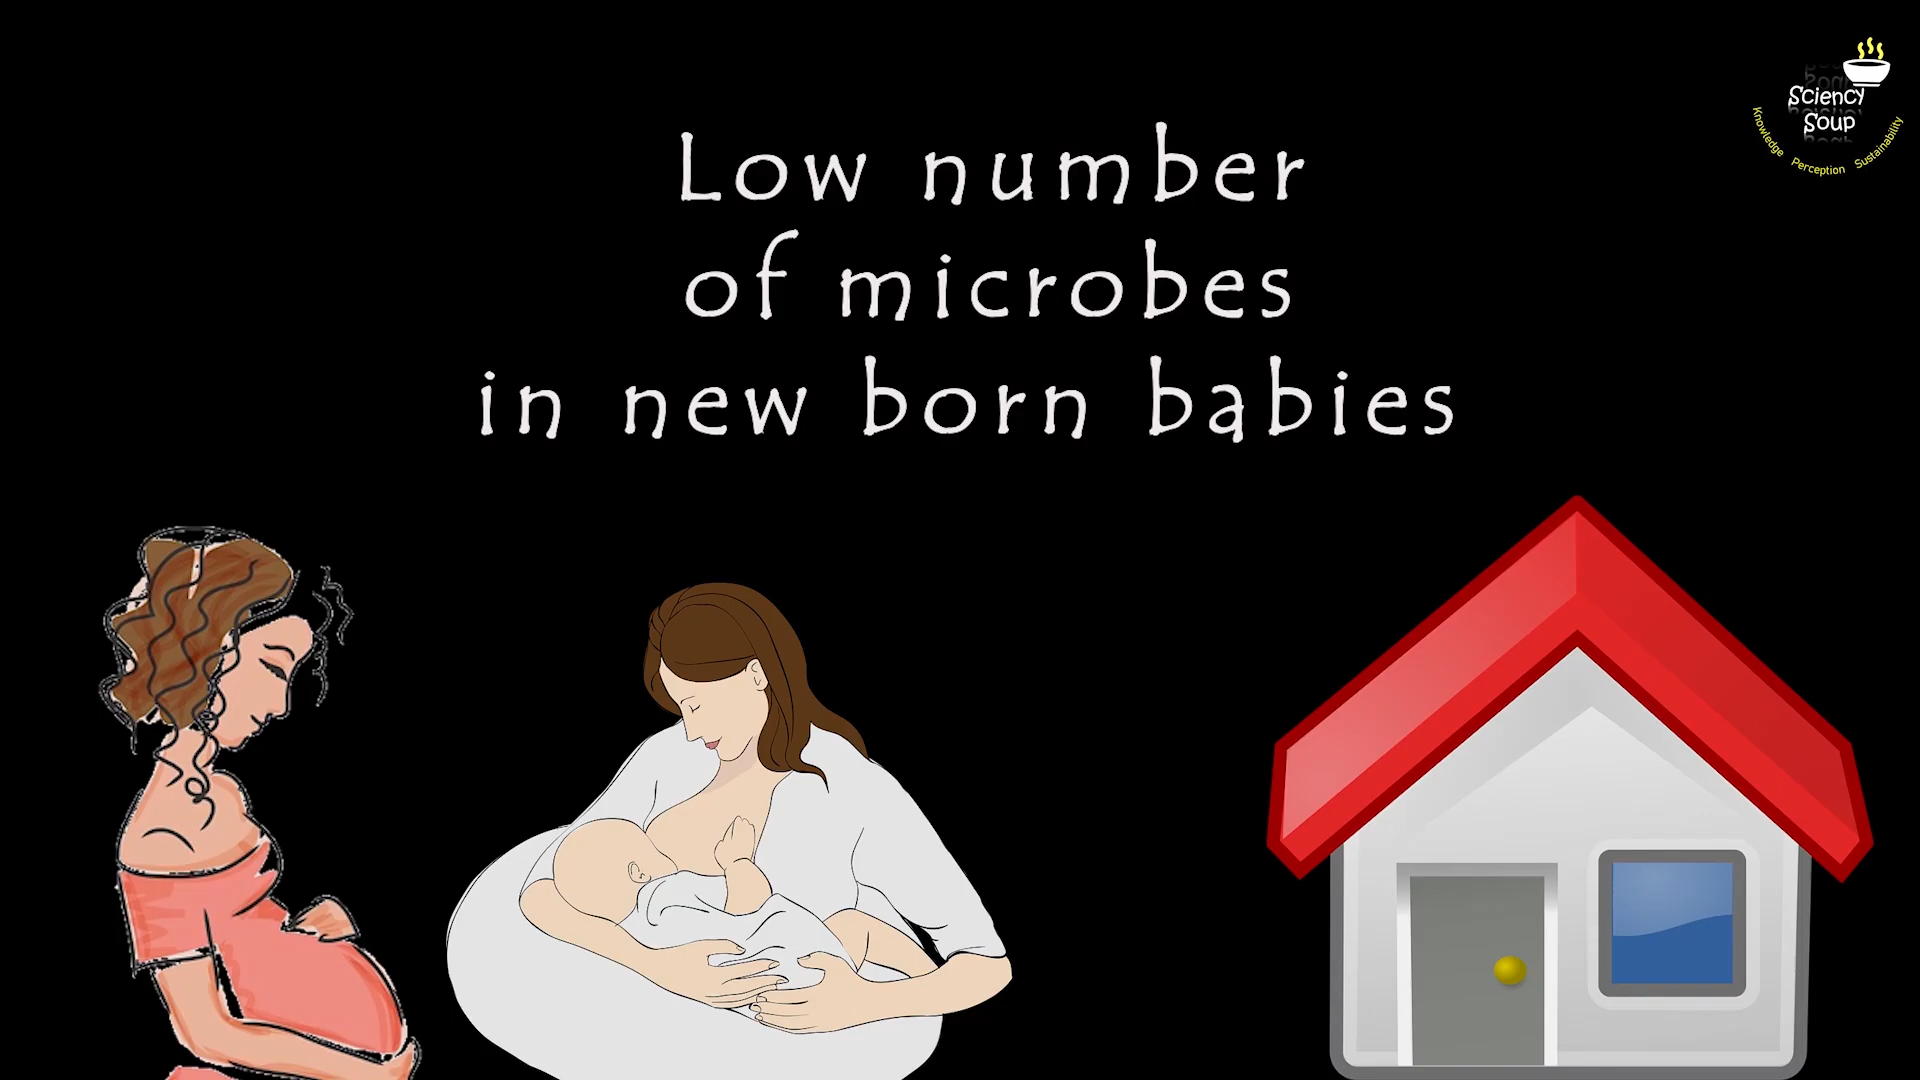 Low number
of microbes
in new born babies
Sciency
Soup
Knowledge Perception Sustainability